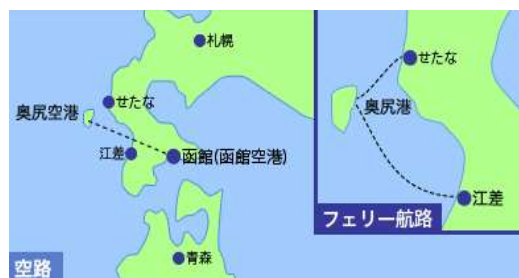 札幌
せたな
奥尻空港
江差
函館(函館空港)
青森
空路
せたな
奥尻港
江差
フェリー航路